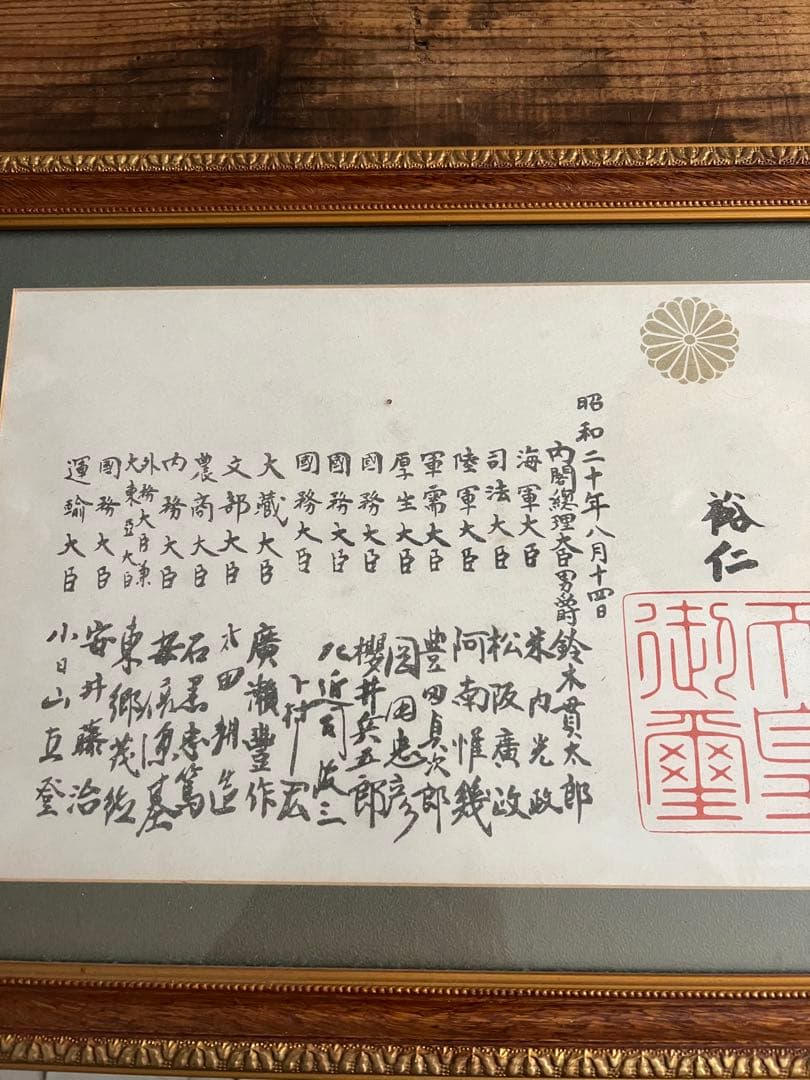 裕仁
天皇
御璽
昭和二十年八月十四日
内閣總理大臣男爵 鈴木貫太郎
海軍大臣 米内光政
司法大臣 松阪廣政
陸軍大臣 阿南惟幾
軍需大臣 豊田貞次郎
厚生大臣 岡田忠彦
國務大臣 櫻井兵五郎
國務大臣 左近司政三
國務大臣 下村宏
大藏大臣 廣瀬豊作
文部大臣 太田耕造
農商大臣 石黒忠篤
内務大臣 安倍源基
外務大臣兼
大東亞大臣 東郷茂徳
國務大臣 安井藤治
運輸大臣 小日山直登